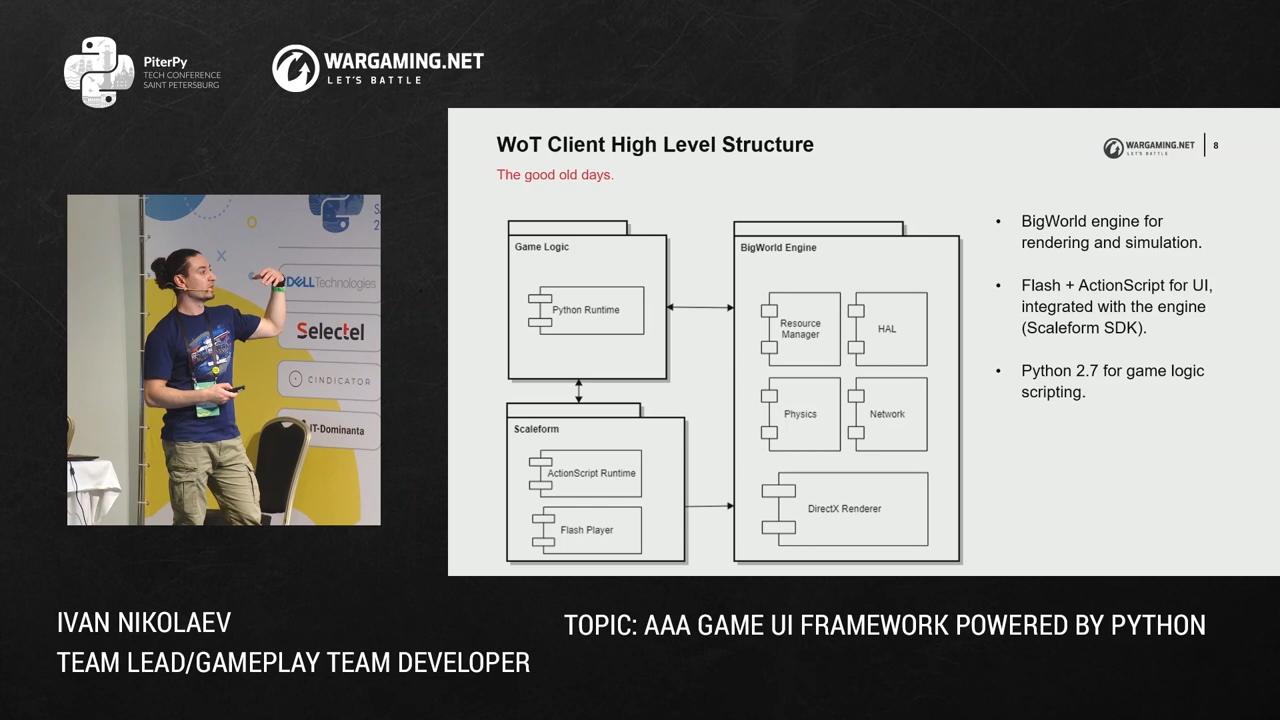 PiterPy
TECH CONFERENCE
SAINT PETERSBURG
WARGAMING.NET
LET'S BATTLE
WoT Client High Level Structure
The good old days.
WARGAMING.NET
LET'S BATTLE
8
Game Logic
Python Runtime
BigWorld Engine
Resource
Manager
HAL
Physics
Network
DirectX Renderer
Scaleform
ActionScript Runtime
Flash Player
• BigWorld engine for
rendering and simulation.
• Flash + ActionScript for UI,
integrated with the engine
(Scaleform SDK).
• Python 2.7 for game logic
scripting.
DELL Technologies
Selectel
CINDICATOR
IT-Dominanta
IVAN NIKOLAEV
TEAM LEAD/GAMEPLAY TEAM DEVELOPER
TOPIC: AAA GAME UI FRAMEWORK POWERED BY PYTHON